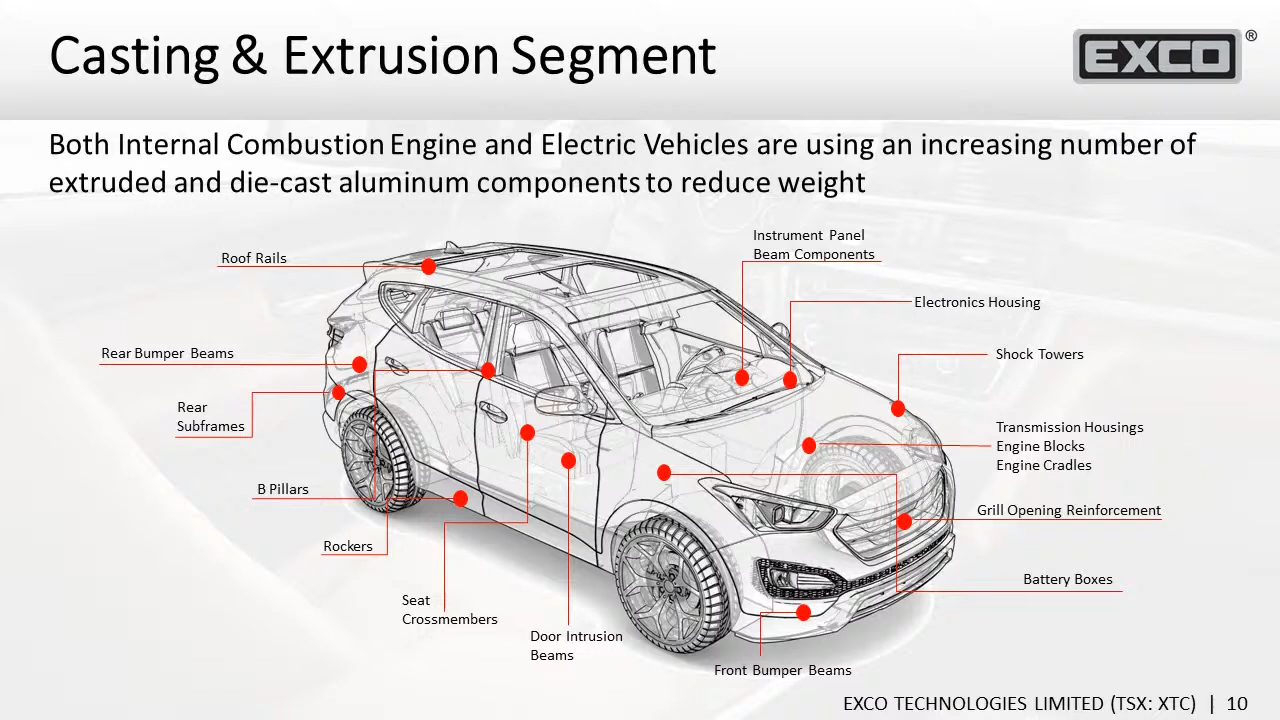 Casting & Extrusion Segment
EXCO®
Both Internal Combustion Engine and Electric Vehicles are using an increasing number of
extruded and die-cast aluminum components to reduce weight
Instrument Panel
Beam Components
Roof Rails
Electronics Housing
Rear Bumper Beams
Shock Towers
Rear
Subframes
Transmission Housings
Engine Blocks
Engine Cradles
B Pillars
Grill Opening Reinforcement
Rockers
Battery Boxes
Seat
Crossmembers
Door Intrusion
Beams
Front Bumper Beams
EXCO TECHNOLOGIES LIMITED (TSX: XTC) | 10